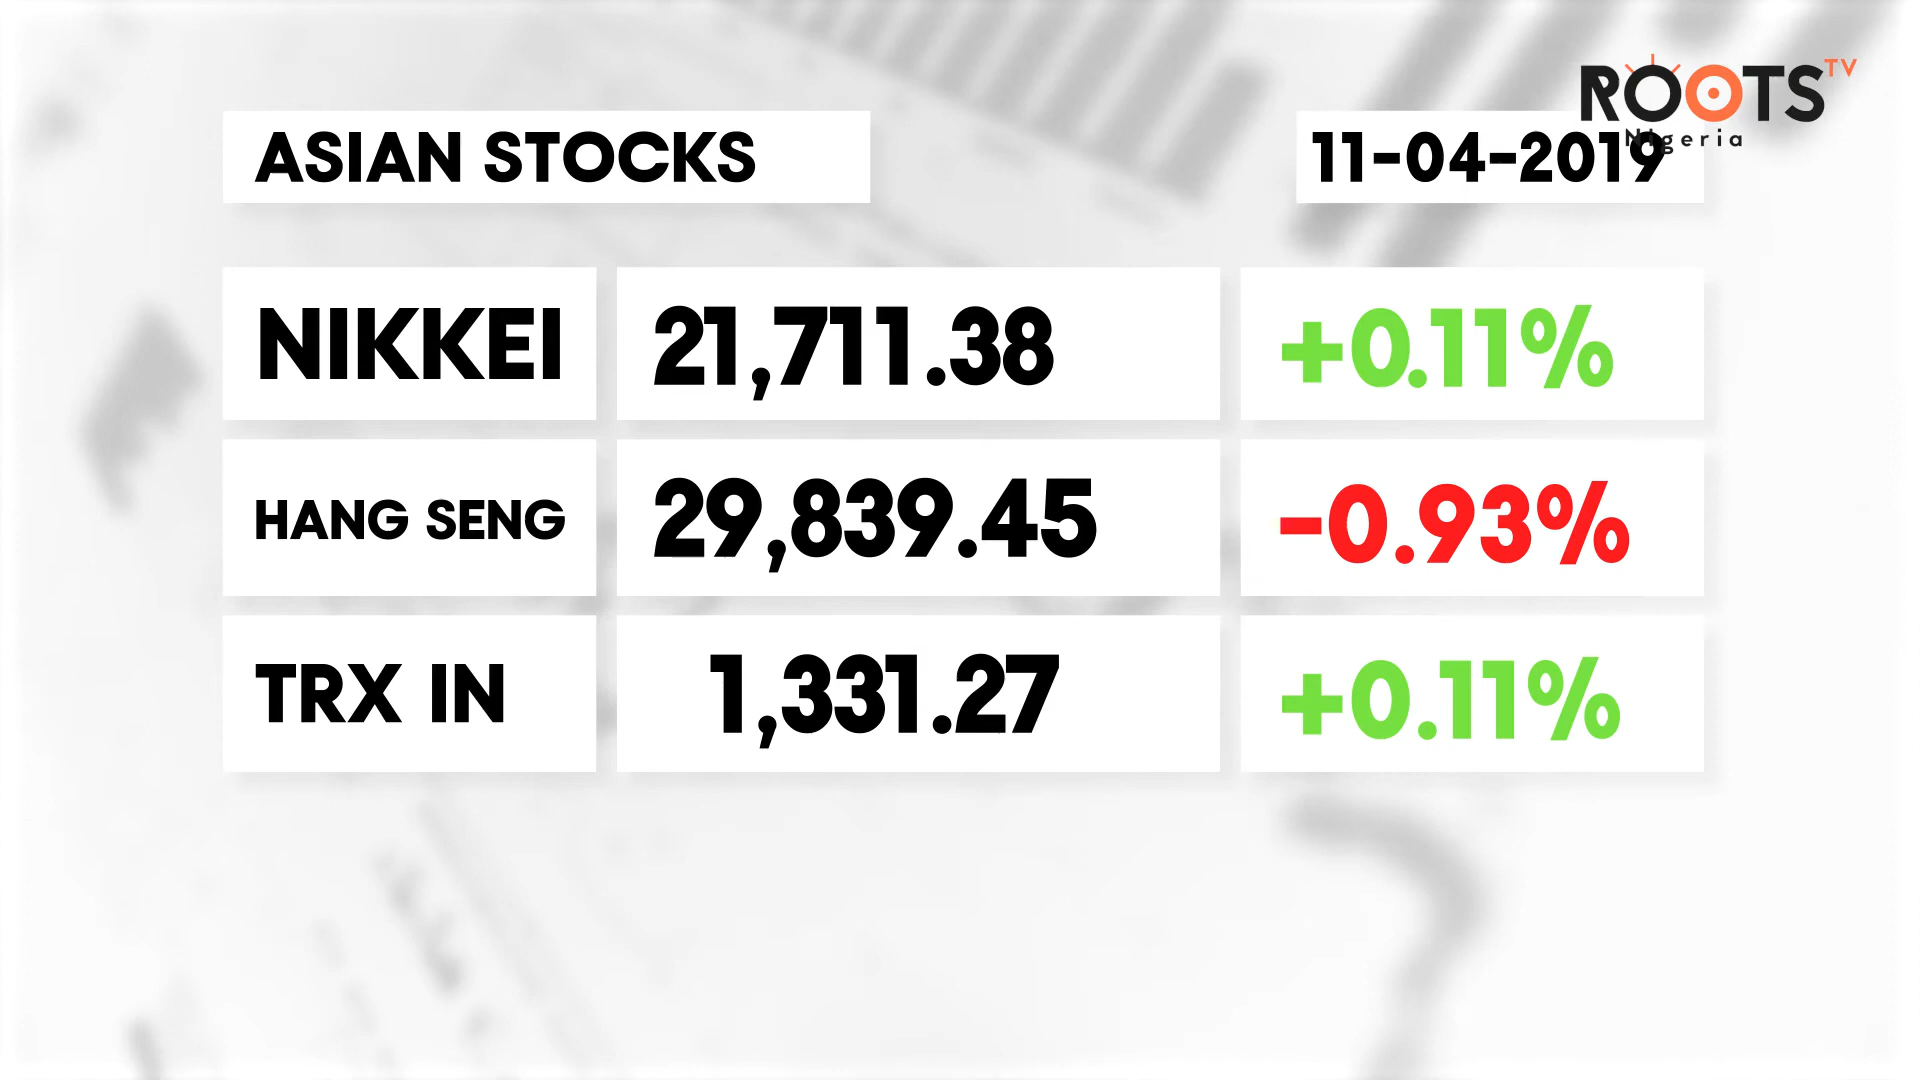 ROOTS TV
Nigeria
ASIAN STOCKS 11-04-2019
NIKKEI 21,711.38 +0.11%
HANG SENG 29,839.45 -0.93%
TRX IN 1,331.27 +0.11%